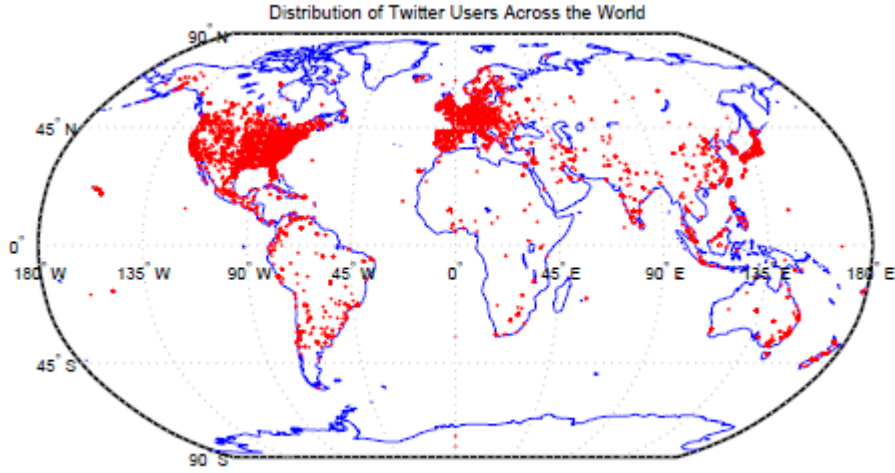 Distribution of Twitter Users Across the World
90° N
45° N
0°
180° W 135° W 90° W 45° W 0° 45° E 90° E 135° E 180° E
45° S
90° S